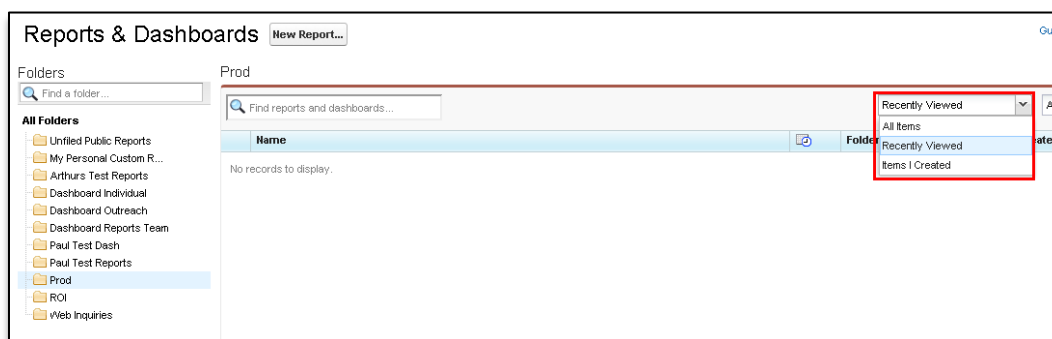 Reports & Dashboards New Report... Gu
Folders Prod
Find a folder... Find reports and dashboards... Recently Viewed A
All Folders All Items
Name Folder ate
Unfiled Public Reports Recently Viewed
My Personal Custom R... Items I Created
No records to display.
Arthurs Test Reports
Dashboard Individual
Dashboard Outreach
Dashboard Reports Team
Paul Test Dash
Paul Test Reports
Prod
ROI
Web Inquiries